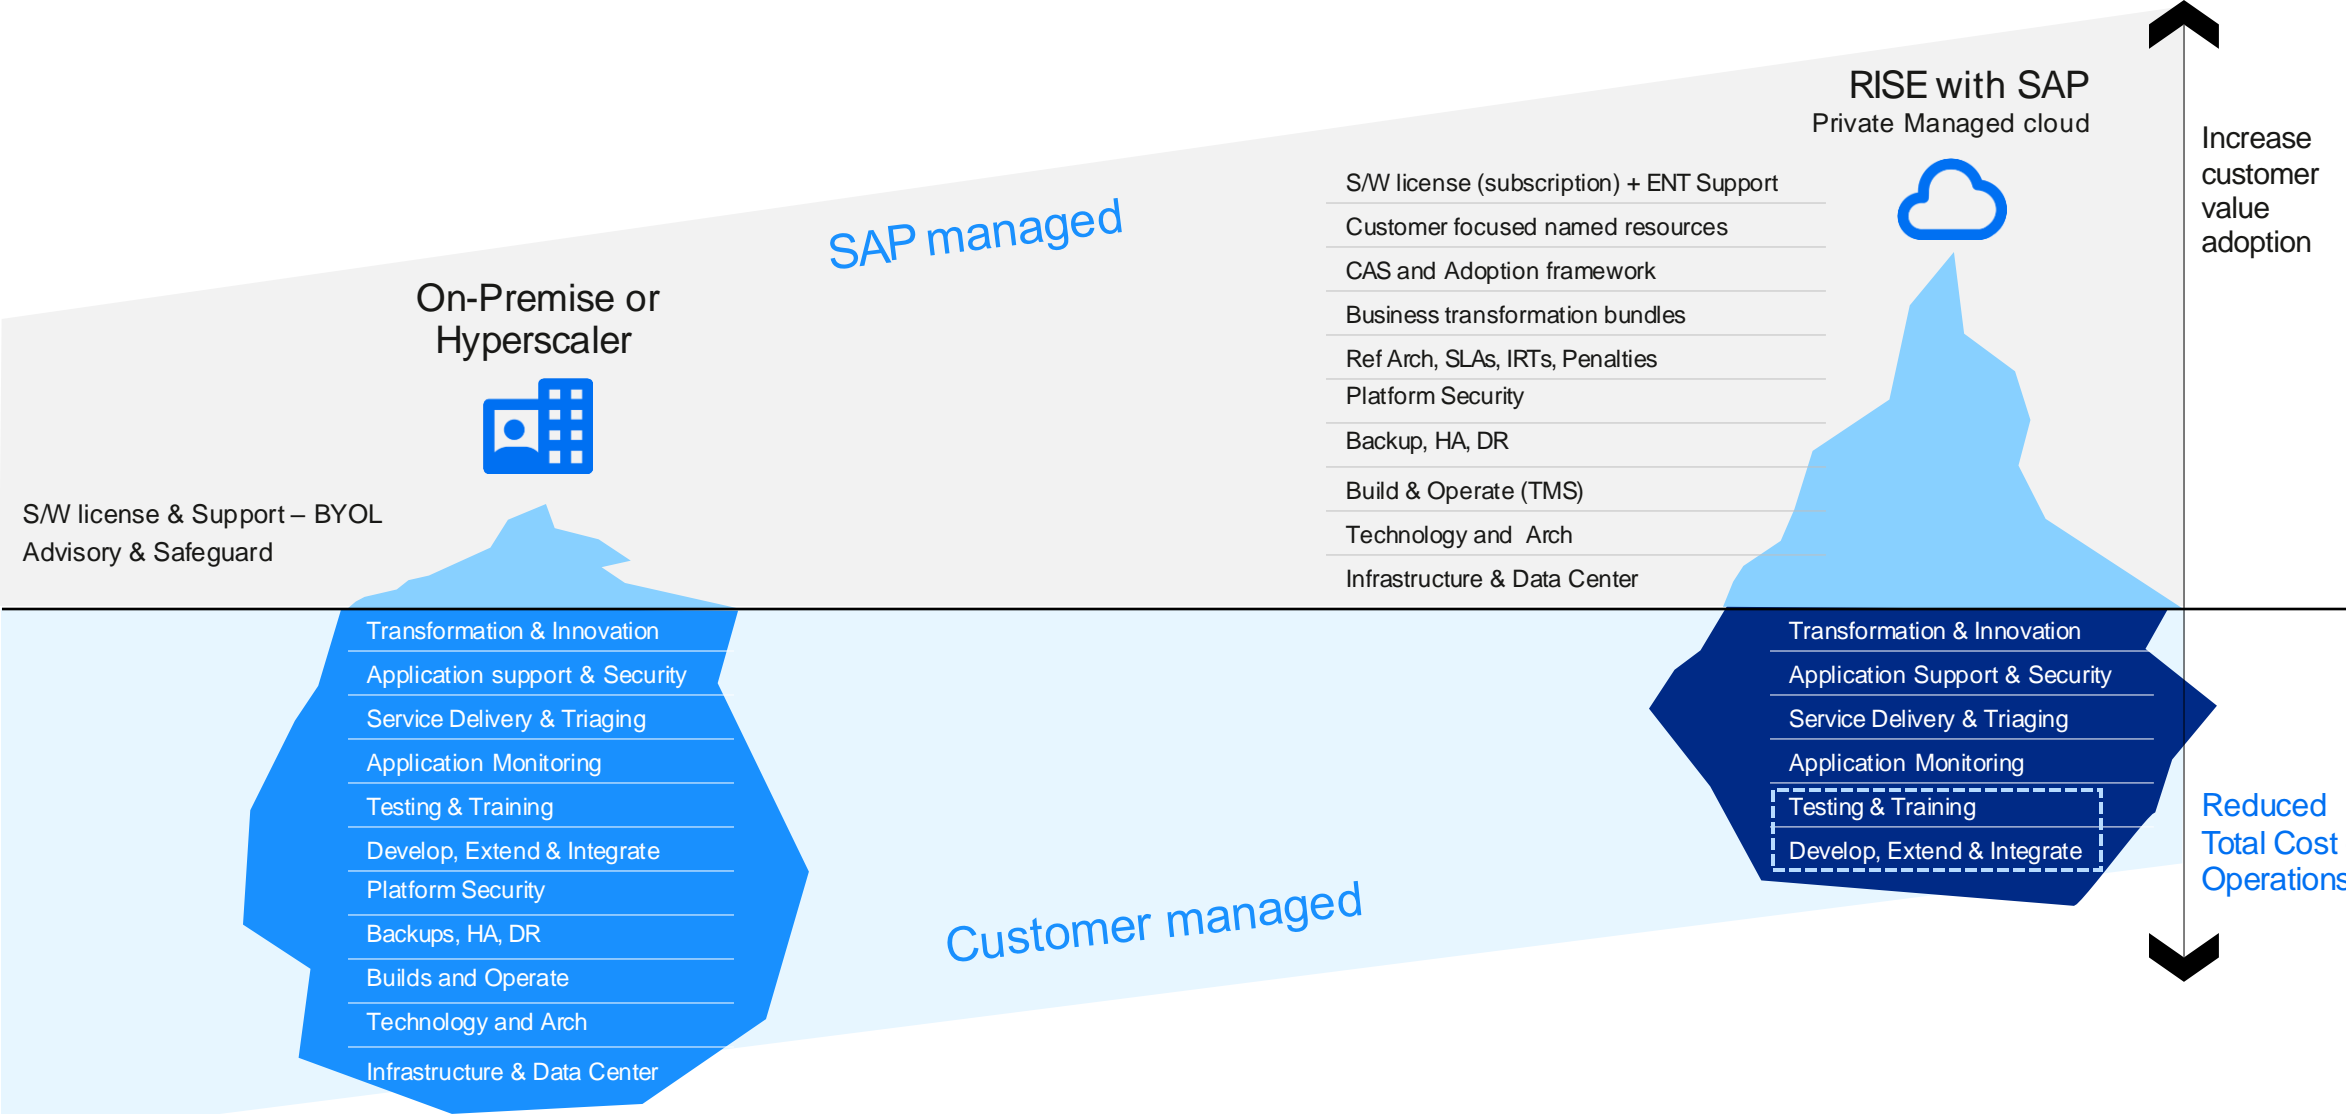 RISE with SAP
Private Managed cloud
Increase
customer
value
adoption
SAP managed
S/W license (subscription) + ENT Support
Customer focused named resources
CAS and Adoption framework
Business transformation bundles
Ref Arch, SLAs, IRTs, Penalties
Platform Security
Backup, HA, DR
Build & Operate (TMS)
Technology and Arch
Infrastructure & Data Center
On-Premise or
Hyperscaler
S/W license & Support – BYOL
Advisory & Safeguard
Transformation & Innovation
Application support & Security
Service Delivery & Triaging
Application Monitoring
Testing & Training
Develop, Extend & Integrate
Platform Security
Backups, HA, DR
Builds and Operate
Technology and Arch
Infrastructure & Data Center
Customer managed
Transformation & Innovation
Application Support & Security
Service Delivery & Triaging
Application Monitoring
Testing & Training
Develop, Extend & Integrate
Reduced
Total Cost
Operations